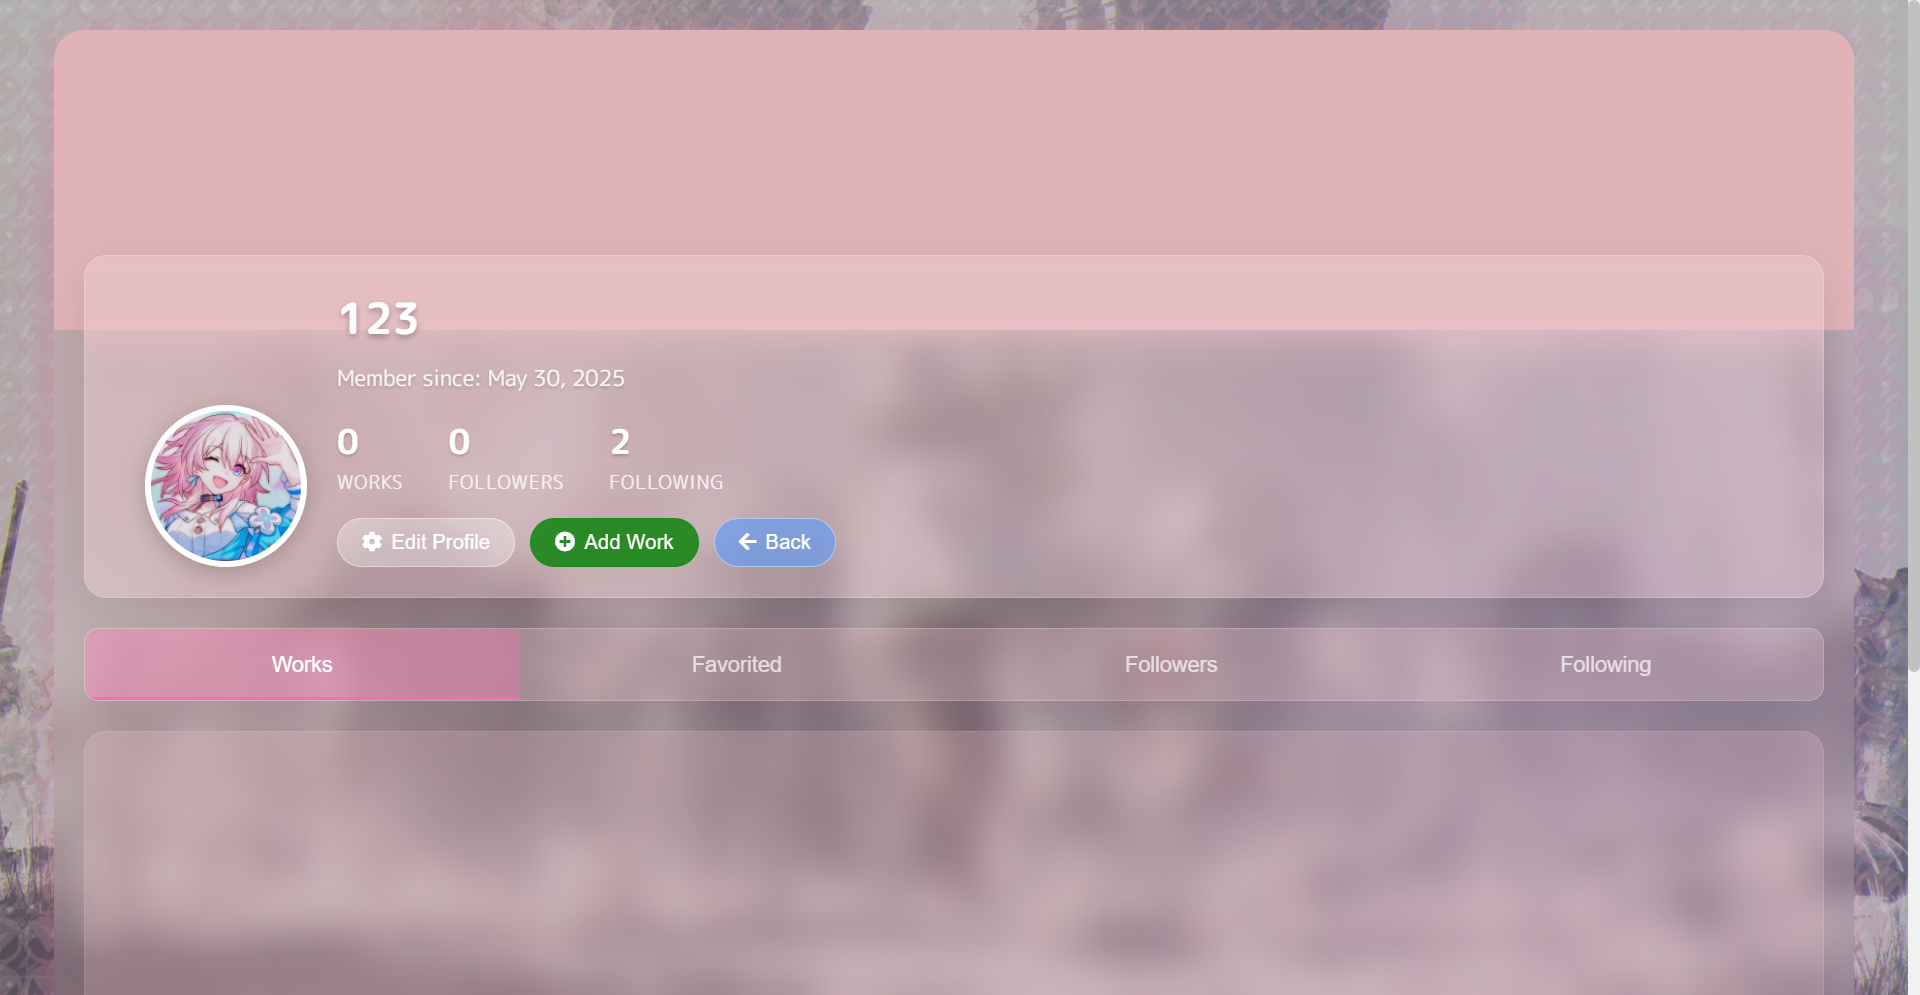 123
Member since: May 30, 2025
0 0 2
WORKS FOLLOWERS FOLLOWING
Edit Profile Add Work Back
Works Favorited Followers Following